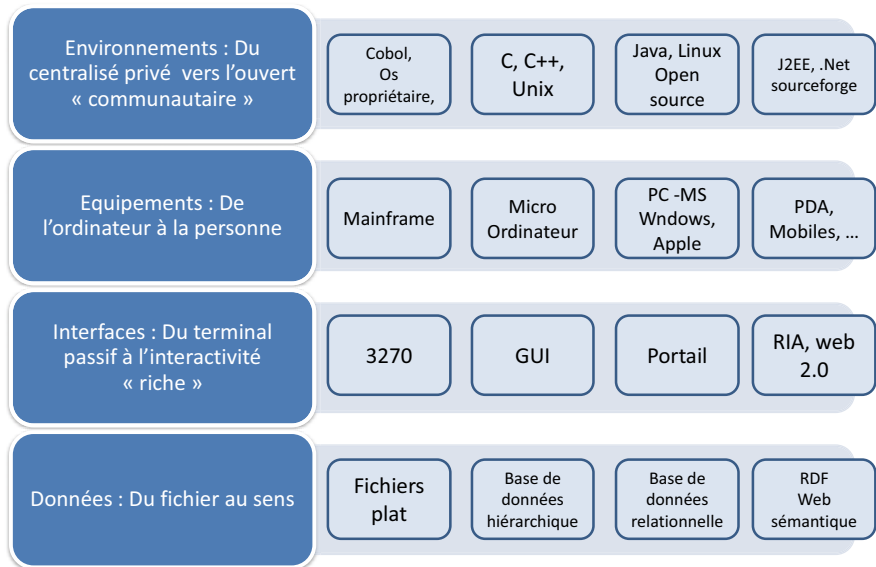 Environnements : Du
centralisé privé vers l'ouvert
« communautaire »
Cobol,
Os
propriétaire,
C, C++,
Unix
Java, Linux
Open
source
J2EE, .Net
sourceforge
Equipements : De
l'ordinateur à la personne
Mainframe
Micro
Ordinateur
PC -MS
Wndows,
Apple
PDA,
Mobiles, …
Interfaces : Du terminal
passif à l'interactivité
« riche »
3270
GUI
Portail
RIA, web
2.0
Données : Du fichier au sens
Fichiers
plat
Base de
données
hiérarchique
Base de
données
relationnelle
RDF
Web
sémantique